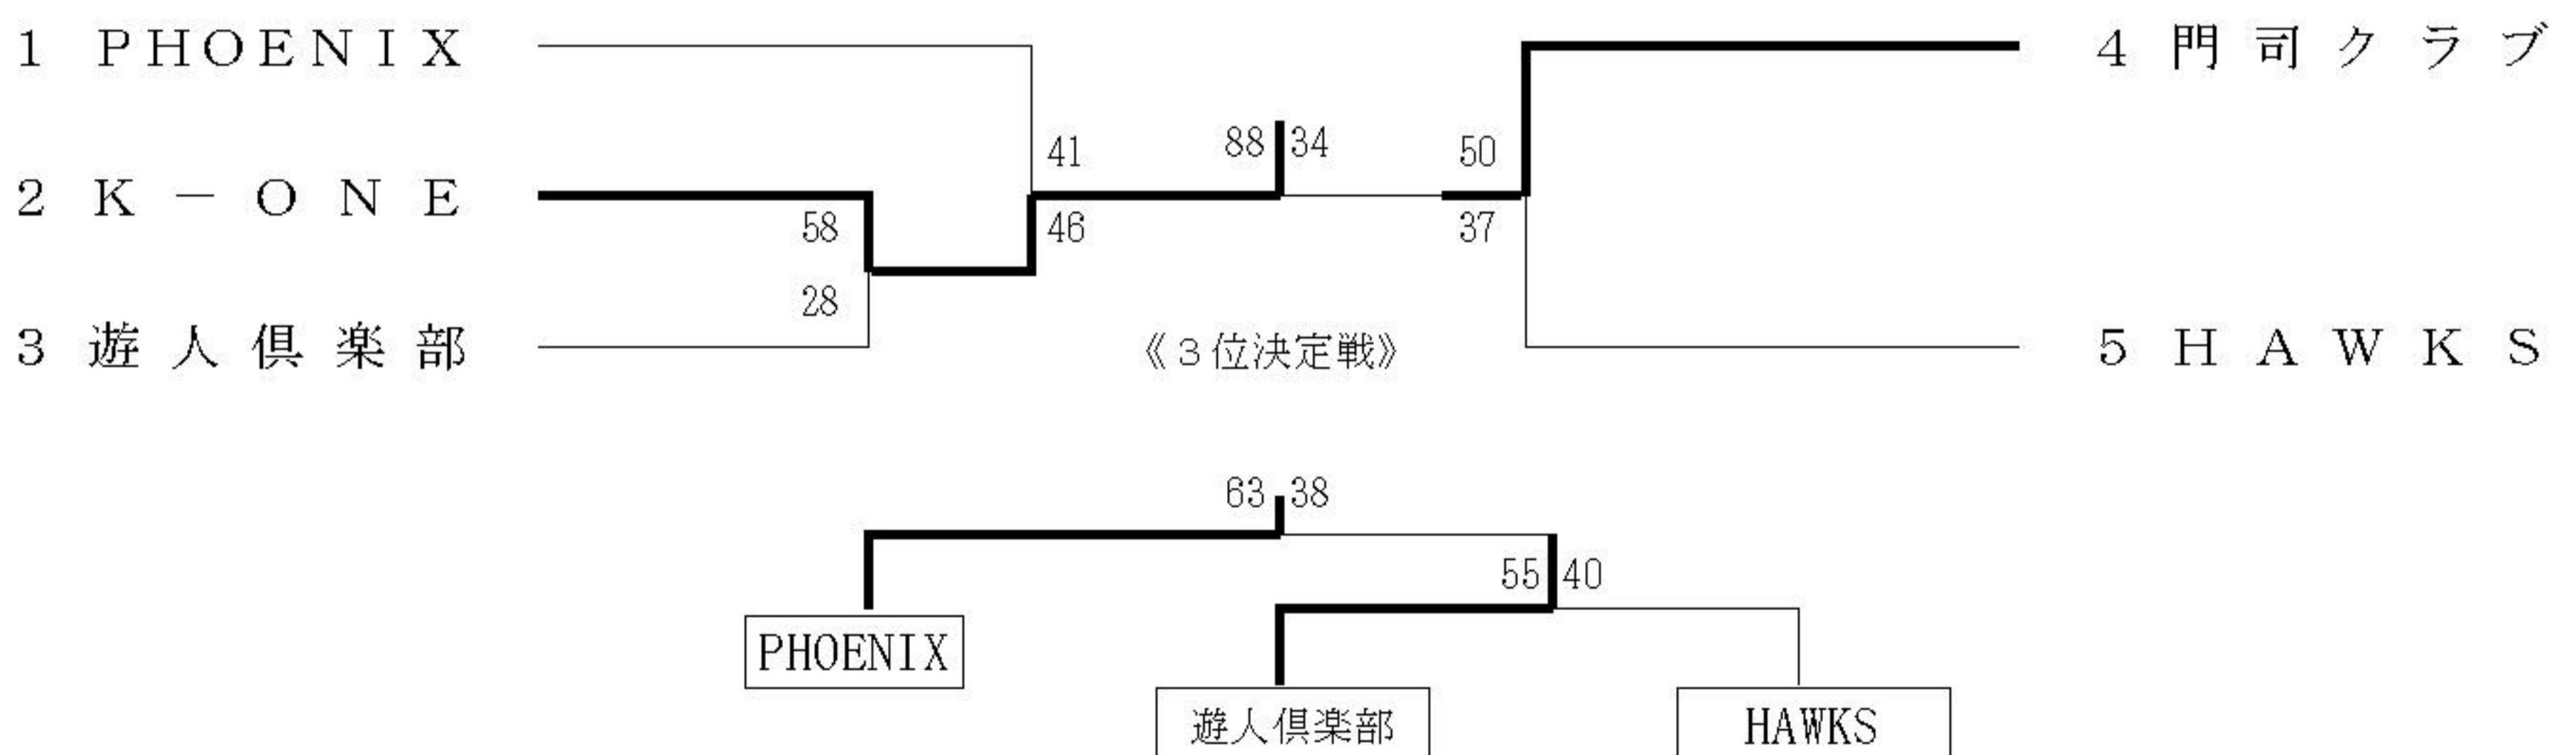 1 PHOENIX 4 門司クラブ
41 88 34 50
2 K－ONE
58 46 37
28
3 遊人倶楽部 《３位決定戦》 5 HAWKS
63 38
55 40
PHOENIX
遊人倶楽部 HAWKS